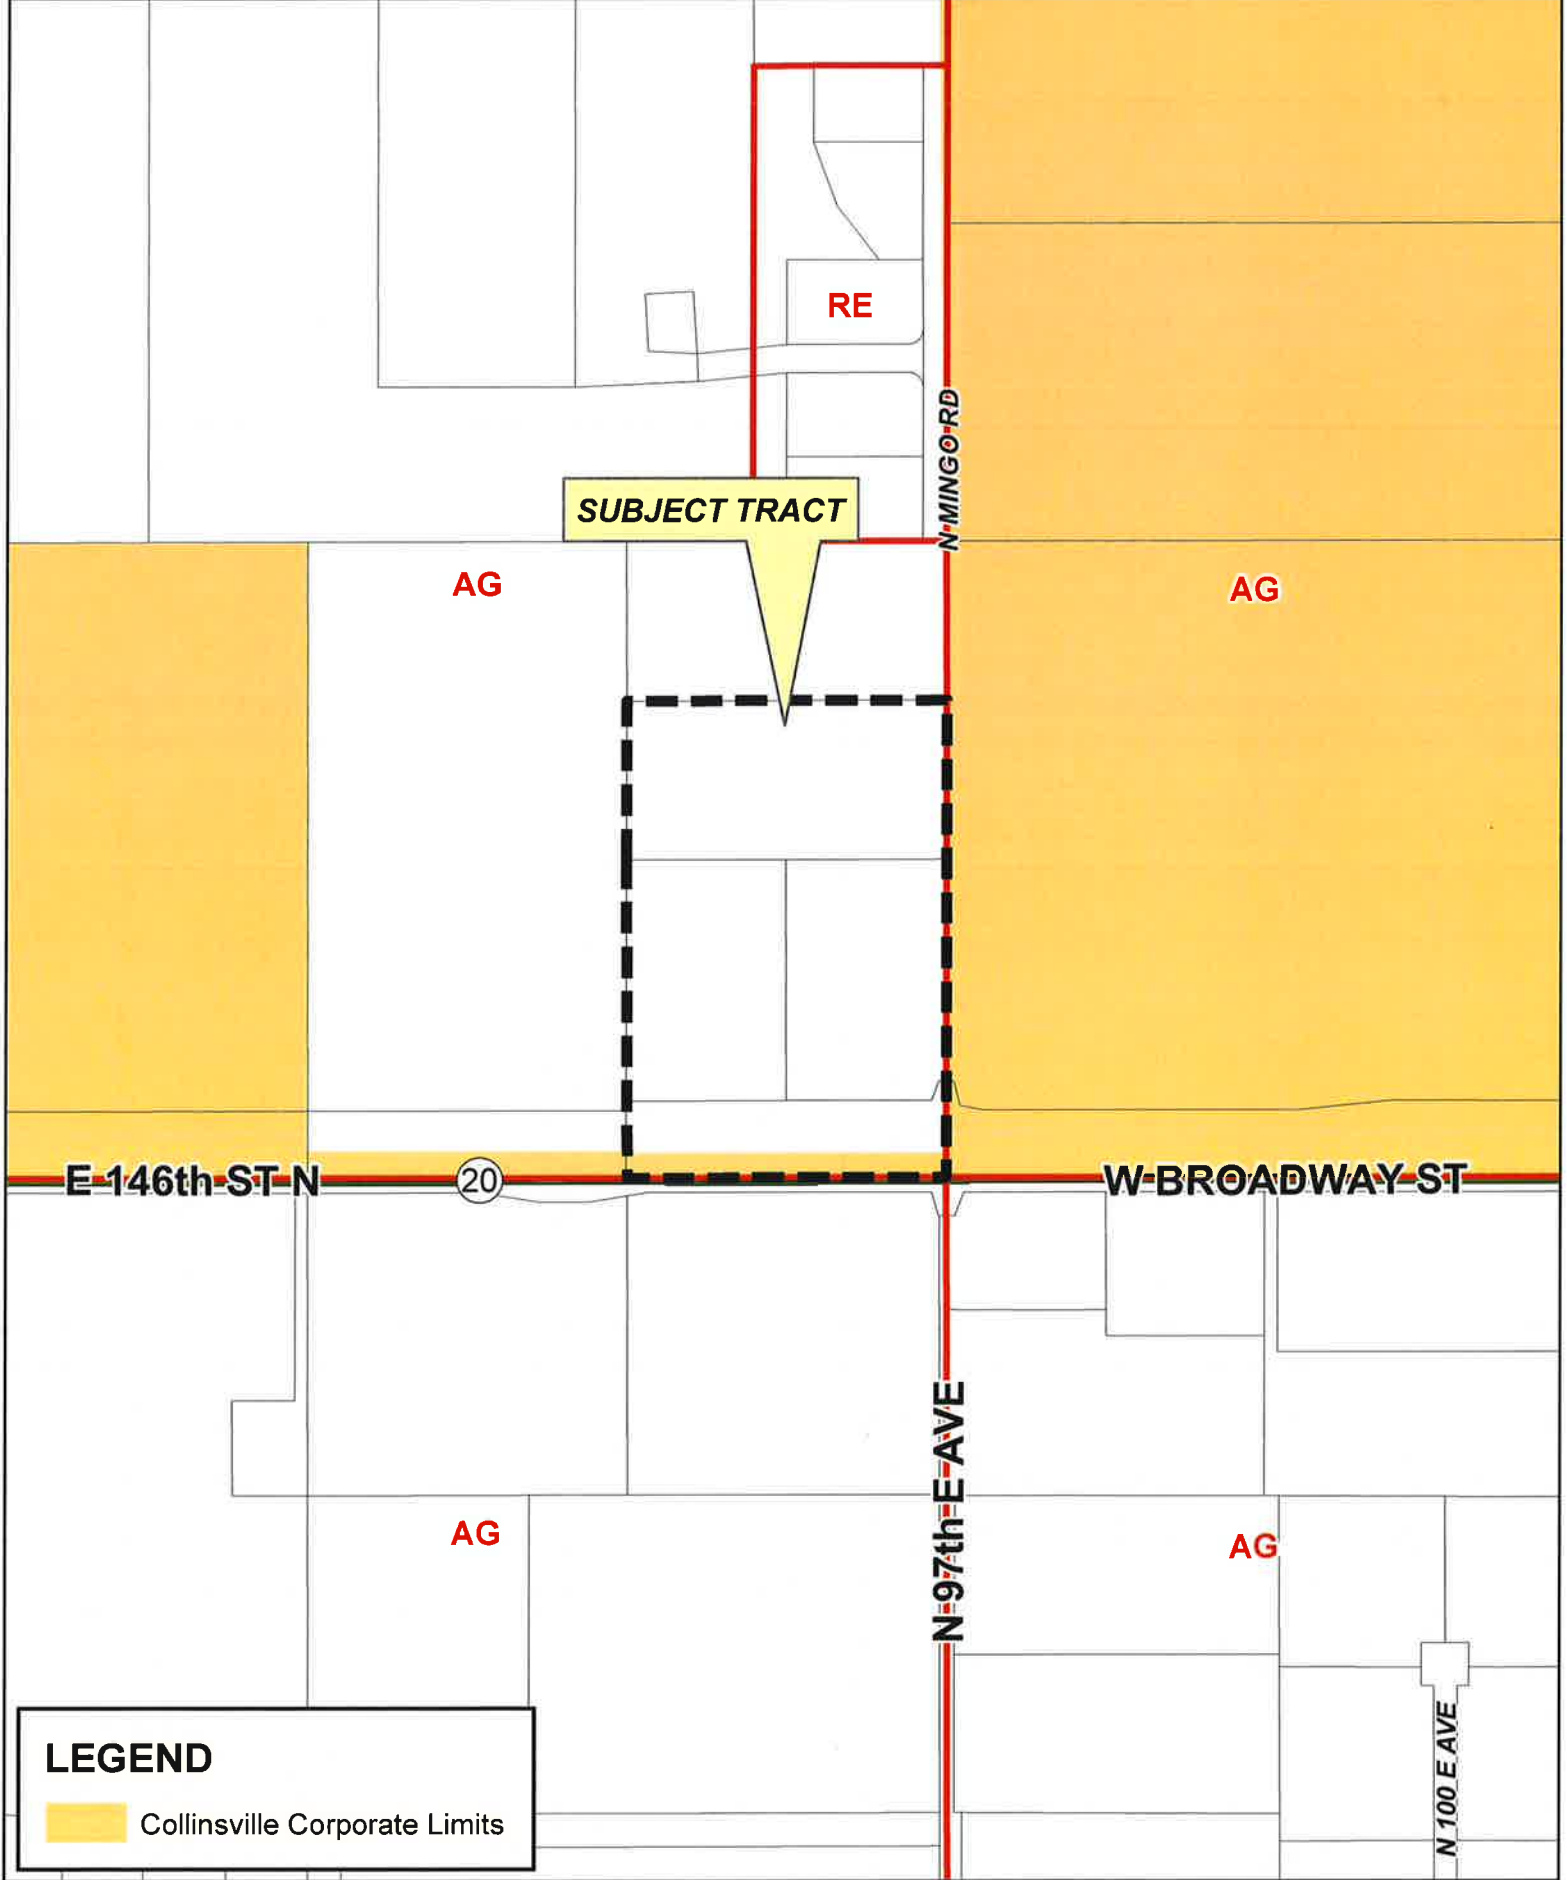 RE
N MINGO RD
SUBJECT TRACT
AG
AG
E 146th ST N
20
W BROADWAY ST
N 97th E AVE
AG
AG
N 100 E AVE
LEGEND
Collinsville Corporate Limits